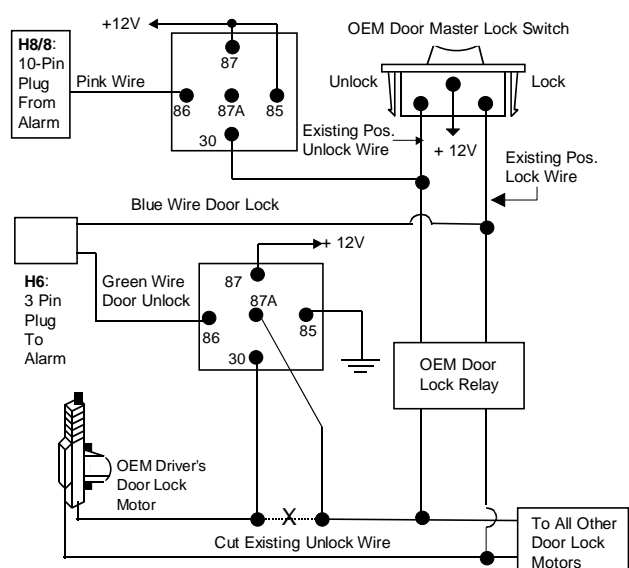 +12V
OEM Door Master Lock Switch
H8/8:
10-Pin
Plug
From
Alarm
Pink Wire
87
86
87A
85
30
Unlock
Lock
Existing Pos.
Unlock Wire
+ 12V
Existing Pos.
Lock Wire
Blue Wire Door Lock
+ 12V
H6:
3 Pin
Plug
To
Alarm
Green Wire
Door Unlock
87
87A
86
85
30
OEM Door
Lock Relay
OEM Driver's
Door Lock
Motor
X
Cut Existing Unlock Wire
To All Other
Door Lock
Motors